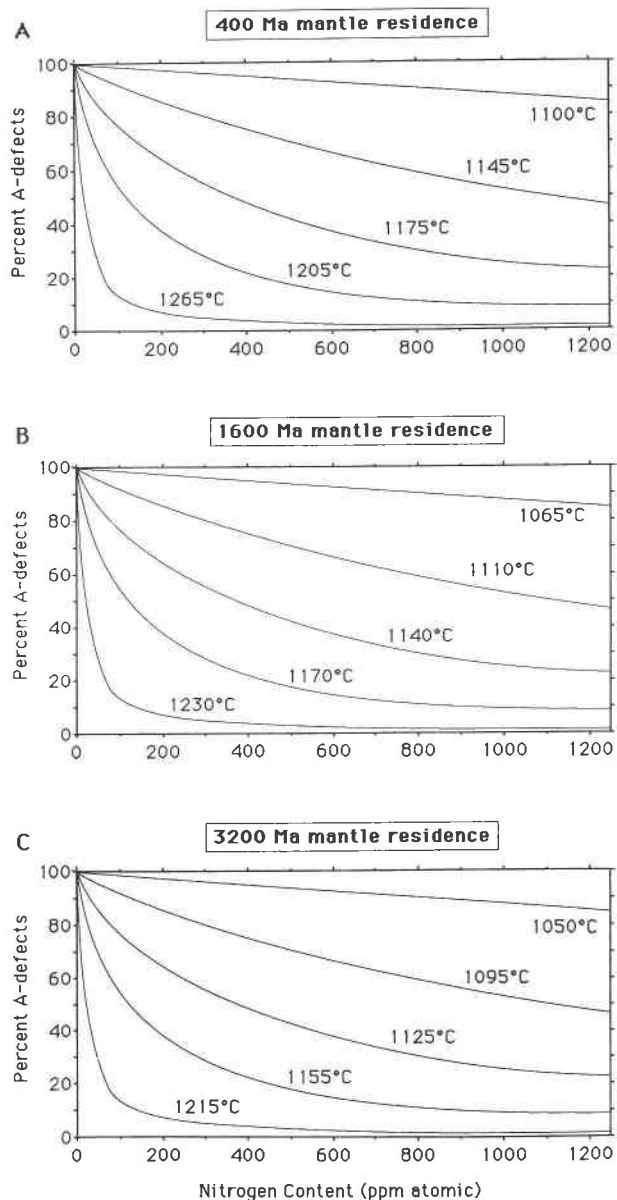 A
400 Ma mantle residence
Percent A-defects
100
80
60
40
20
0
1100°C
1145°C
1175°C
1205°C
1265°C
0 200 400 600 800 1000 1200
B
1600 Ma mantle residence
Percent A-defects
100
80
60
40
20
0
1065°C
1110°C
1140°C
1170°C
1230°C
0 200 400 600 800 1000 1200
C
3200 Ma mantle residence
Percent A-defects
100
80
60
40
20
0
1050°C
1095°C
1125°C
1155°C
1215°C
0 200 400 600 800 1000 1200
Nitrogen Content (ppm atomic)